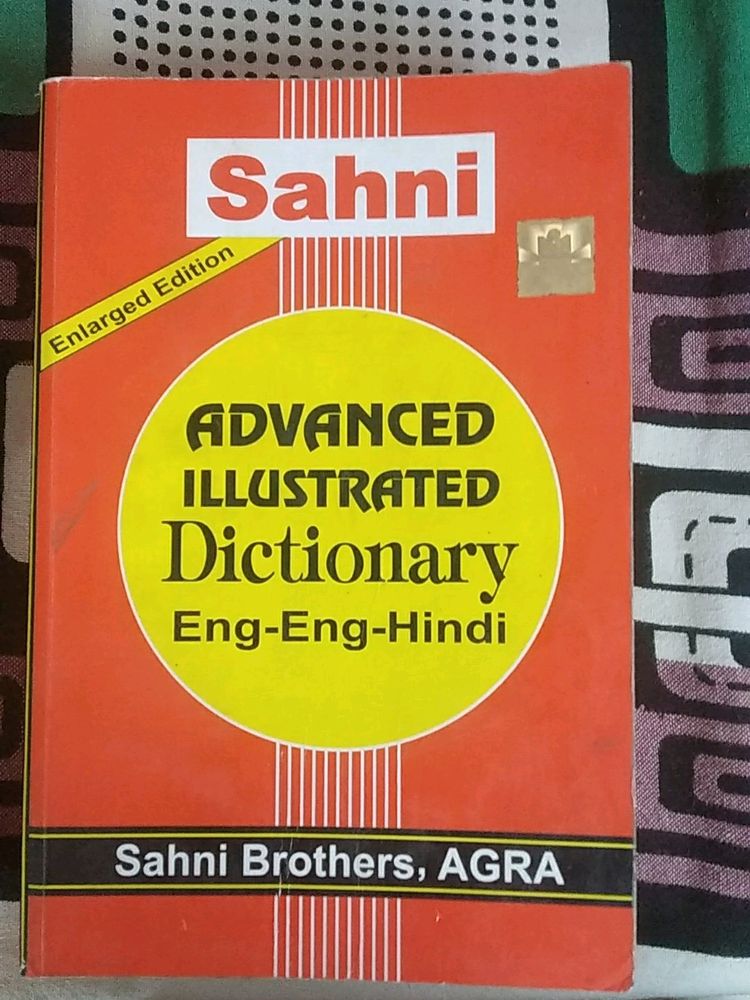 Sahni
Enlarged Edition
ADVANCED
ILLUSTRATED
Dictionary
Eng-Eng-Hindi
Sahni Brothers, AGRA